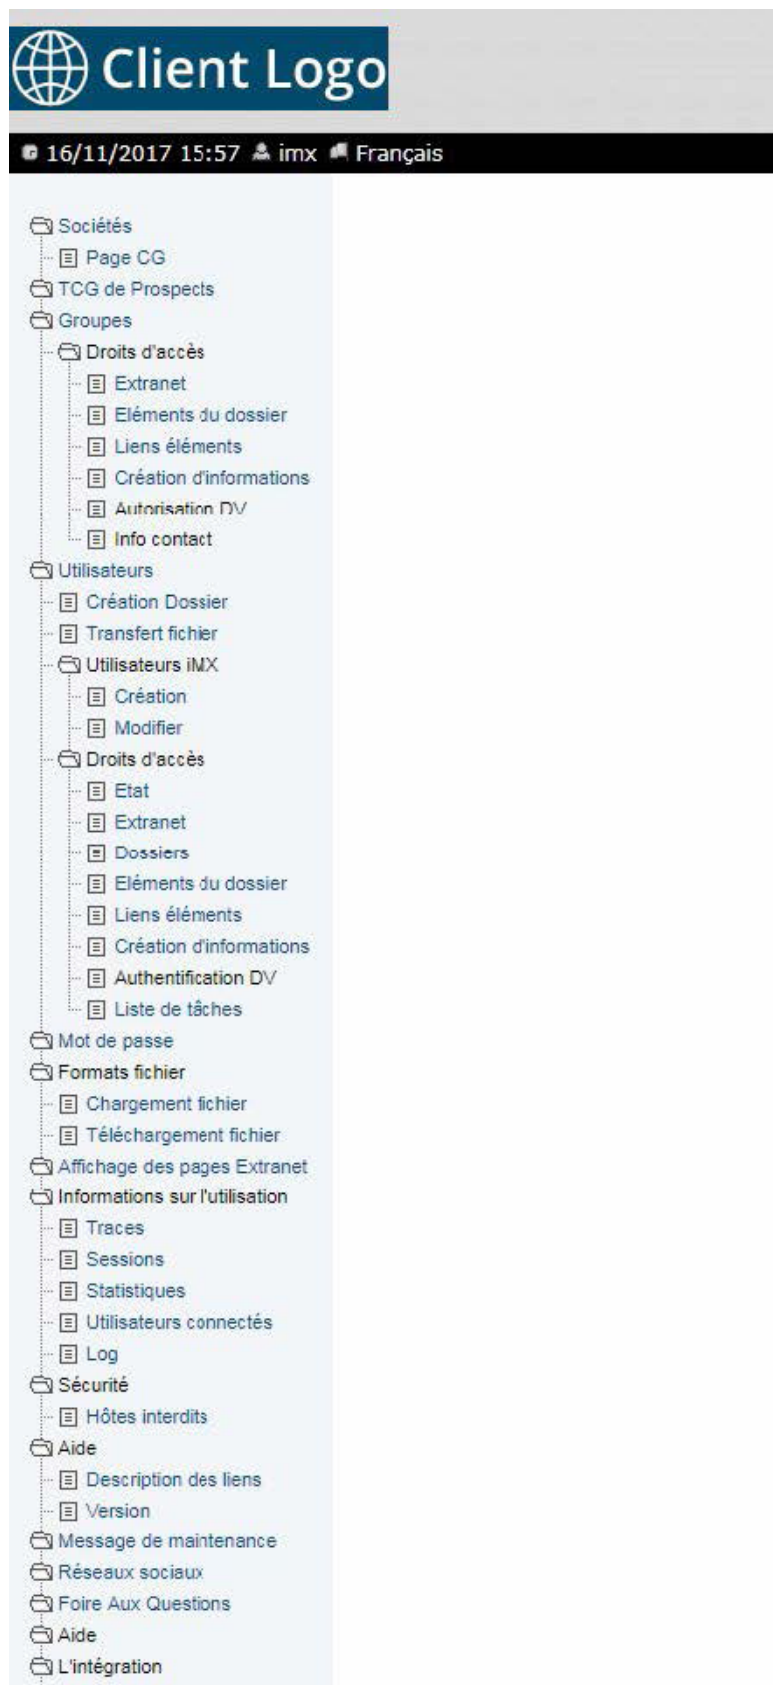 Client Logo
16/11/2017 15:57 imx Français
Sociétés
Page CG
TCG de Prospects
Groupes
Droits d'accès
Extranet
Eléments du dossier
Liens éléments
Création d'informations
Autorisation DV
Info contact
Utilisateurs
Création Dossier
Transfert fichier
Utilisateurs iMX
Création
Modifier
Droits d'accès
Etat
Extranet
Dossiers
Eléments du dossier
Liens éléments
Création d'informations
Authentification DV
Liste de tâches
Mot de passe
Formats fichier
Chargement fichier
Téléchargement fichier
Affichage des pages Extranet
Informations sur l'utilisation
Traces
Sessions
Statistiques
Utilisateurs connectés
Log
Sécurité
Hôtes interdits
Aide
Description des liens
Version
Message de maintenance
Réseaux sociaux
Foire Aux Questions
Aide
L'intégration